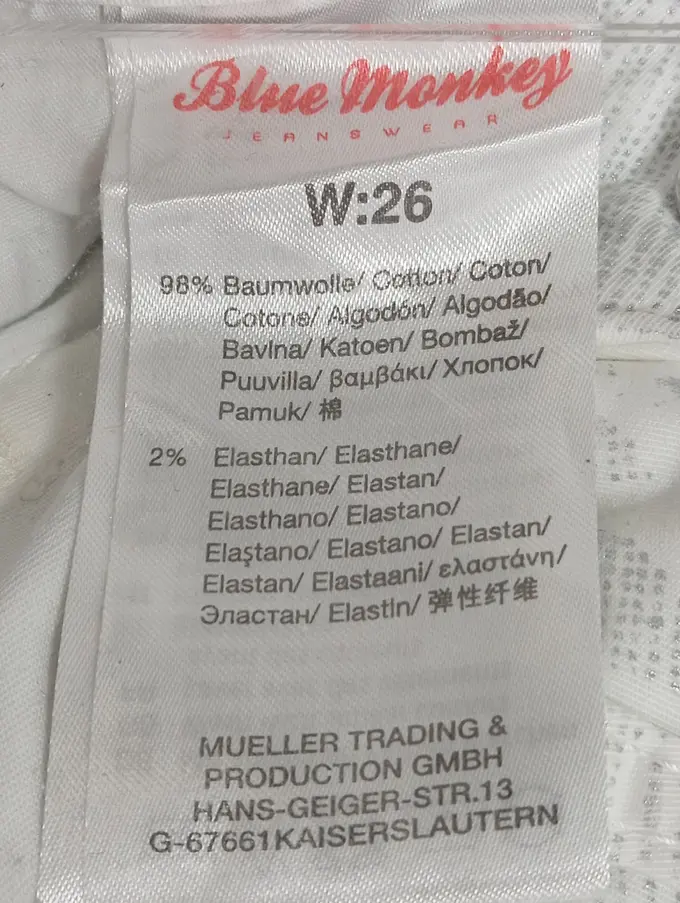 Blue Monkey
JEANSWEAR
W:26
98% Baumwolle/ Cotton/ Coton/
Cotone/ Algodón/ Algodão/
Bavlna/ Katoen/ Bombaž/
Puuvilla/ βαμβάκι/ Хлопок/
Pamuk/ 棉
2% Elasthan/ Elasthane/
Elasthane/ Elastan/
Elasthano/ Elastano/
Elaştano/ Elastano/ Elastan/
Elastan/ Elastaani/ ελαστάνη/
Эластан/ Elastin/ 弹性纤维
MUELLER TRADING &
PRODUCTION GMBH
HANS-GEIGER-STR.13
G-67661 KAISERSLAUTERN